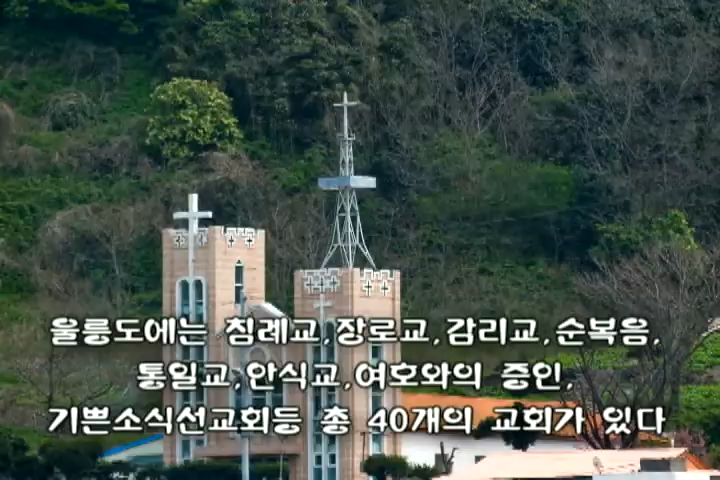 울릉도에는 침례교,장로교,감리교,순복음,
통일교,안식교,여호와의 증인,
기쁜소식선교회등 총 40개의 교회가 있다